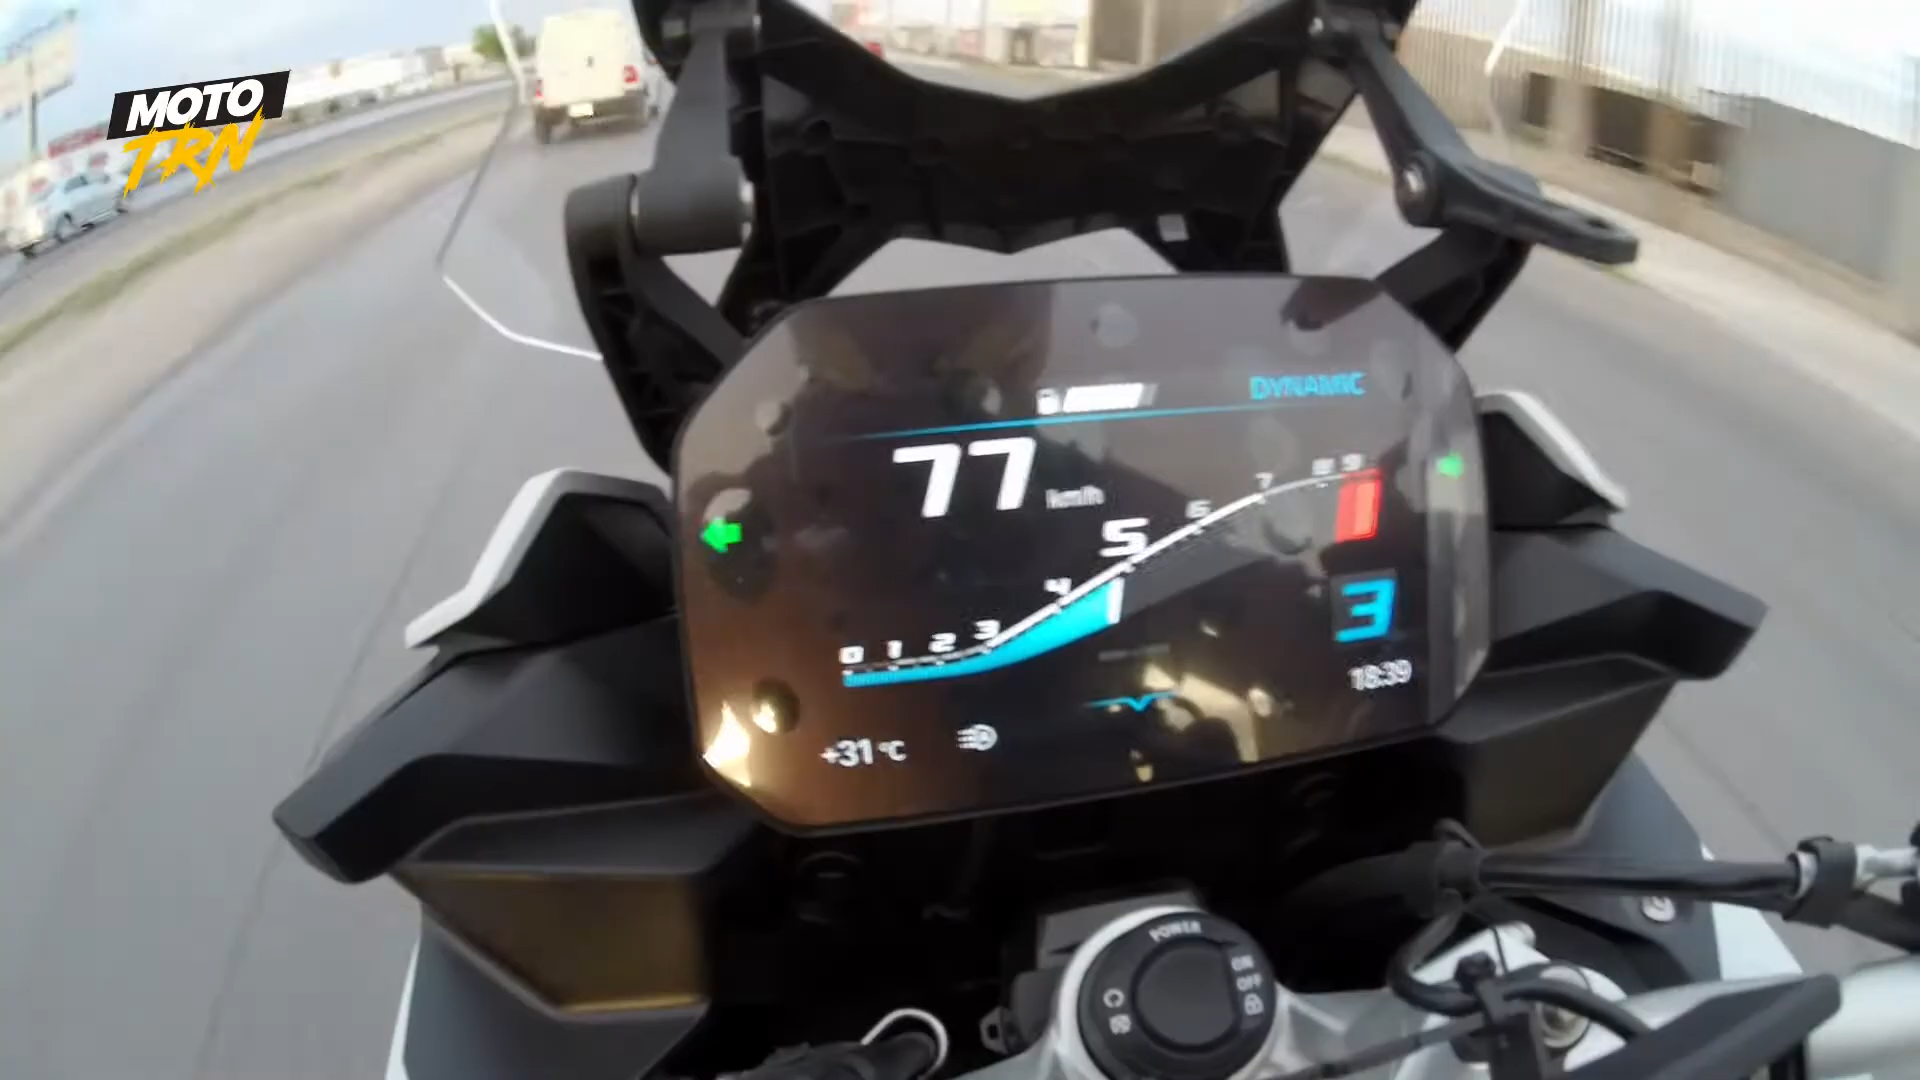 MOTO
TRN
DYNAMIC
77 km/h
0 1 2 3 4 5 6 7 8 9
3
18:39
+31 °C
POWER
ON
OFF